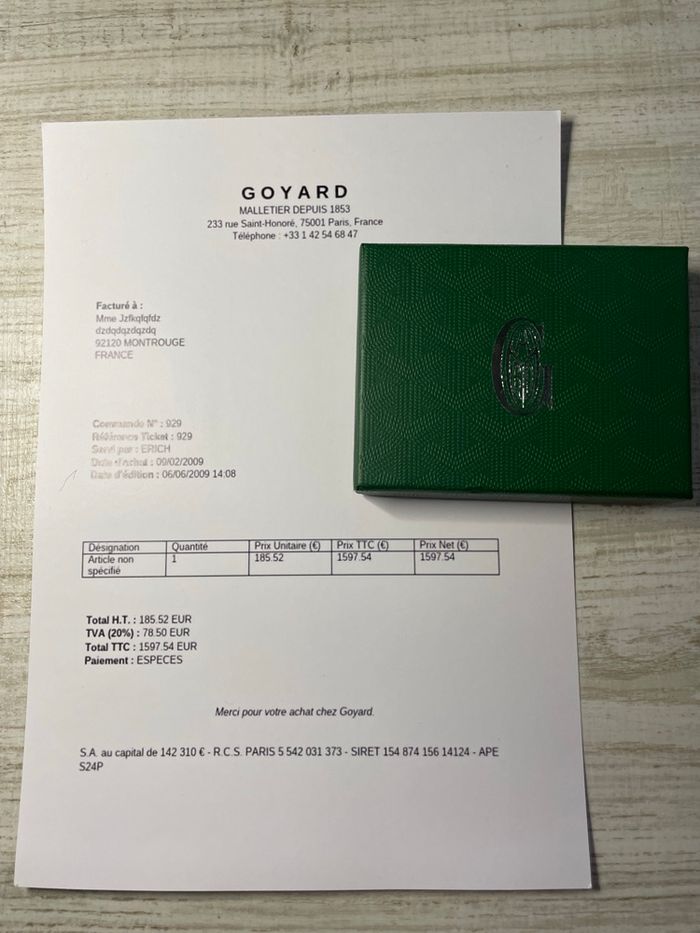 GOYARD
MALLETIER DEPUIS 1853
233 rue Saint-Honoré, 75001 Paris, France
Téléphone : +33 1 42 54 68 47
Facturé à :
Mme Jzfkqfqfdz
dzdqdqzdqzdq
92120 MONTROUGE
FRANCE
Commande N° : 929
Référence Ticket : 929
Servi par : ERICH
Date d'achat : 09/02/2009
Date d'édition : 06/06/2009 14:08
Désignation Quantité Prix Unitaire (€) Prix TTC (€) Prix Net (€)
Article non spécifié 1 185.52 1597.54 1597.54
Total H.T. : 185.52 EUR
TVA (20%) : 78.50 EUR
Total TTC : 1597.54 EUR
Paiement : ESPECES
Merci pour votre achat chez Goyard.
S.A. au capital de 142 310 € - R.C.S. PARIS 5 542 031 373 - SIRET 154 874 156 14124 - APE
S24P